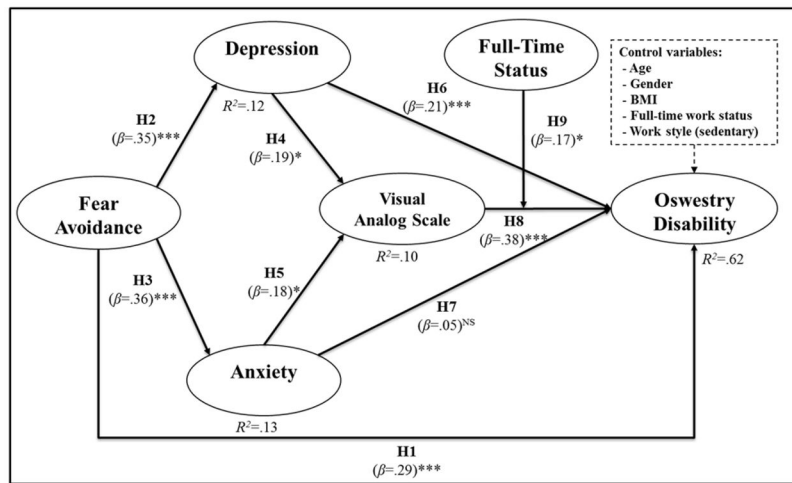 Depression
R²=.12
Full-Time
Status
Control variables:
- Age
- Gender
- BMI
- Full-time work status
- Work style (sedentary)
H2
(β=.35)***
H4
(β=.19)*
H6
(β=.21)***
H9
(β=.17)*
Fear
Avoidance
Visual
Analog Scale
R²=.10
H8
(β=.38)***
Oswestry
Disability
R²=.62
H3
(β=.36)***
H5
(β=.18)*
H7
(β=.05)ᴺˢ
Anxiety
R²=.13
H1
(β=.29)***